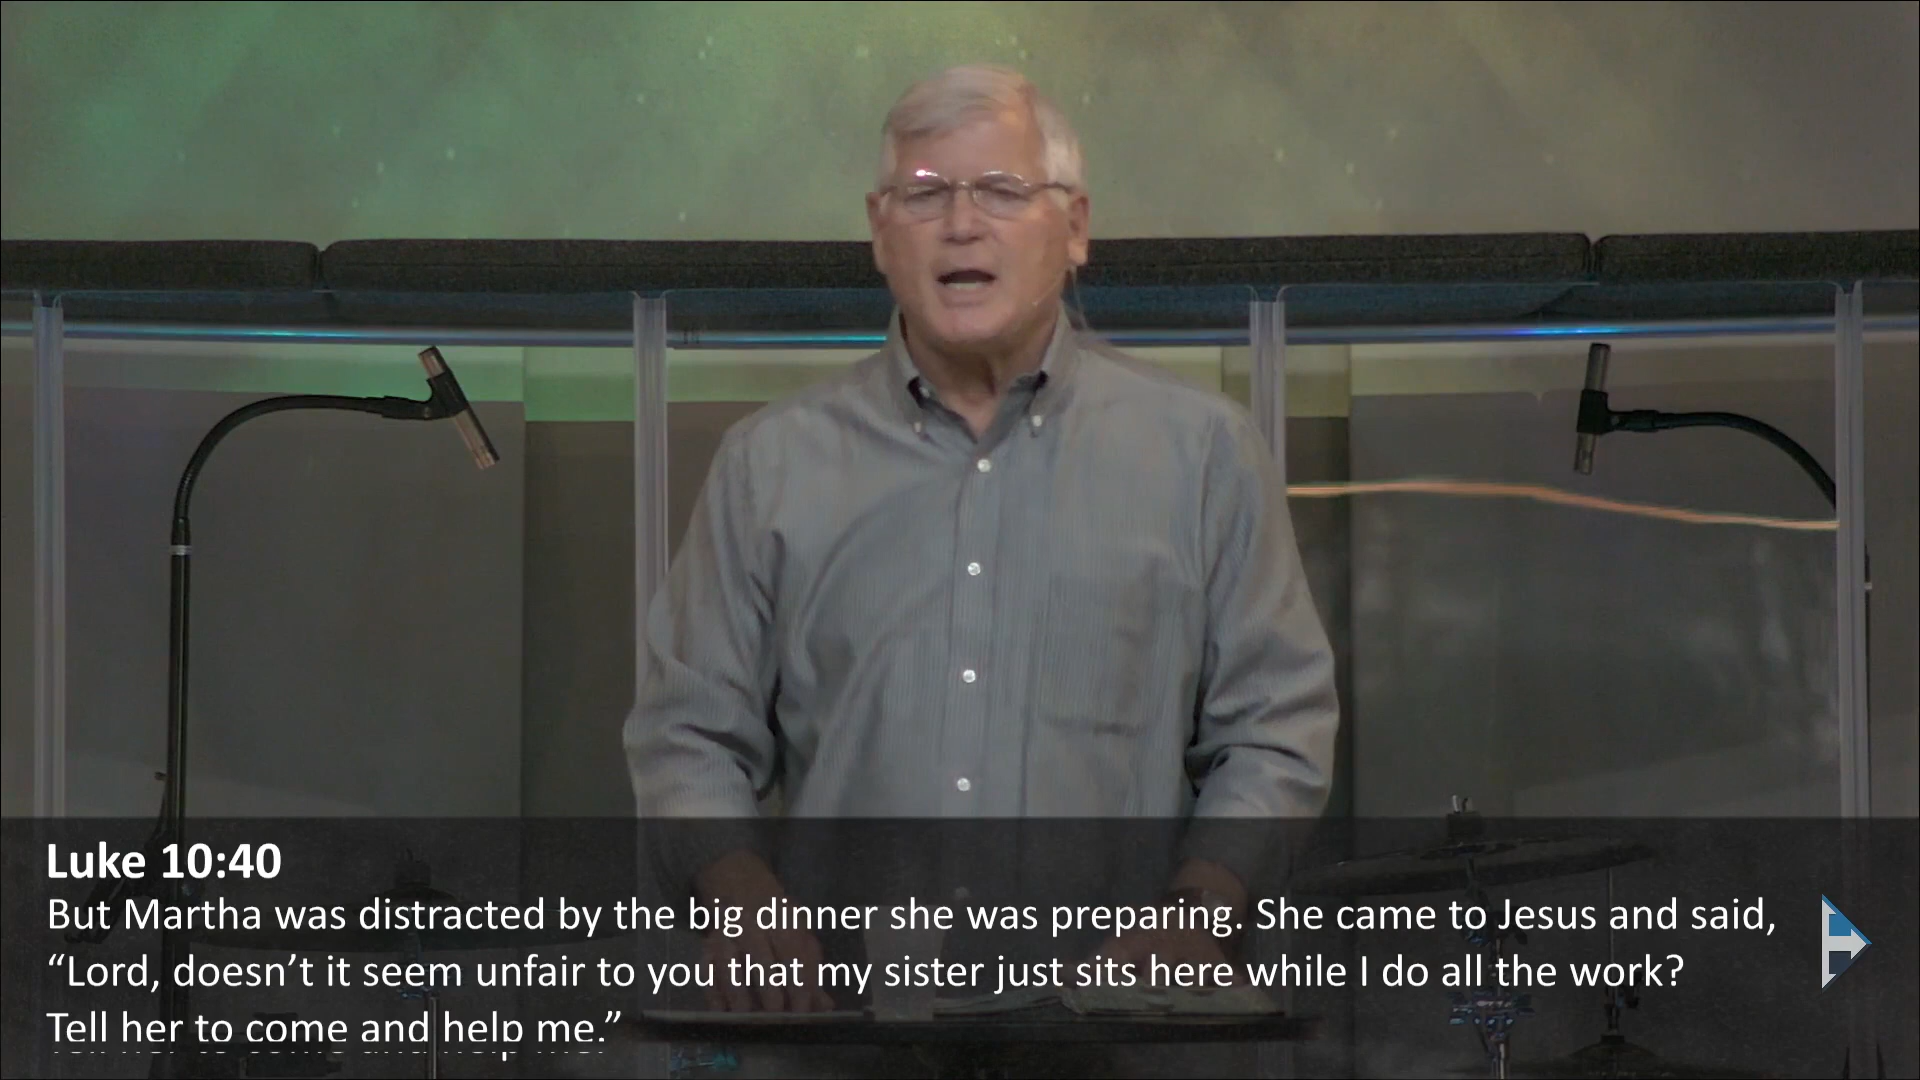 Luke 10:40
But Martha was distracted by the big dinner she was preparing. She came to Jesus and said,
“Lord, doesn’t it seem unfair to you that my sister just sits here while I do all the work?
Tell her to come and help me.”